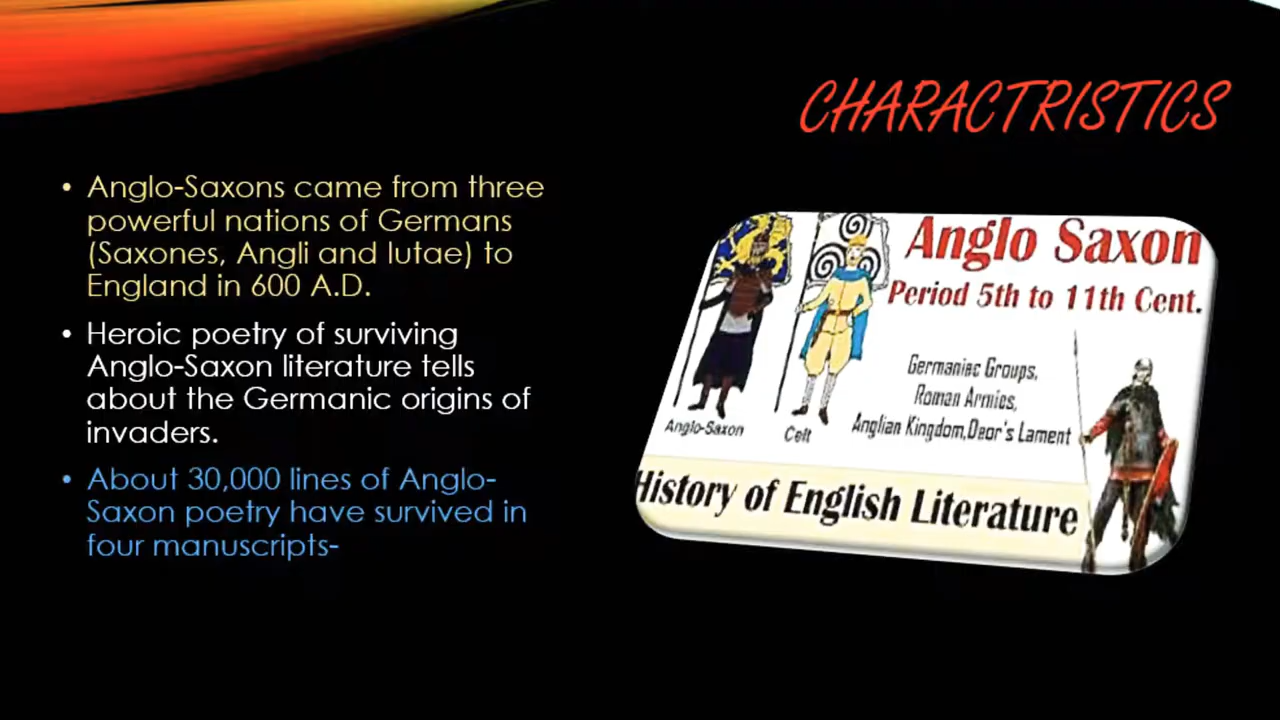 CHARACTRISTICS
• Anglo-Saxons came from three
powerful nations of Germans
(Saxones, Angli and Iutae) to
England in 600 A.D.
• Heroic poetry of surviving
Anglo-Saxon literature tells
about the Germanic origins of
invaders.
• About 30,000 lines of Anglo-
Saxon poetry have survived in
four manuscripts-
Anglo Saxon
Period 5th to 11th Cent.
Germaniac Groups,
Roman Armies,
Anglian Kingdom,Deor's Lament
Anglo-Saxon
Celt
History of English Literature